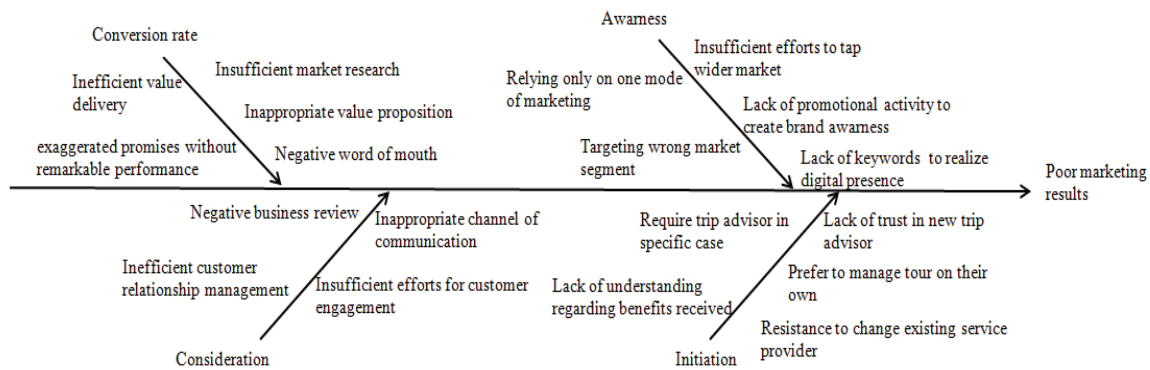 Conversion rate
Inefficient value
delivery
exaggerated promises without
remarkable performance
Insufficient market research
Inappropriate value proposition
Negative word of mouth
Awarness
Relying only on one mode
of marketing
Targeting wrong market
segment
Insufficient efforts to tap
wider market
Lack of promotional activity to
create brand awarness
Lack of keywords to realize
digital presence
Poor marketing
results
Negative business review
Inefficient customer
relationship management
Inappropriate channel of
communication
Insufficient efforts for customer
engagement
Consideration
Require trip advisor in
specific case
Lack of understanding
regarding benefits received
Lack of trust in new trip
advisor
Prefer to manage tour on their
own
Resistance to change existing service
provider
Initiation